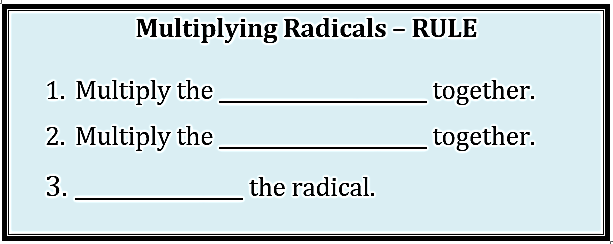 Multiplying Radicals – RULE
1. Multiply the ____________________ together.
2. Multiply the ____________________ together.
3. ________________ the radical.